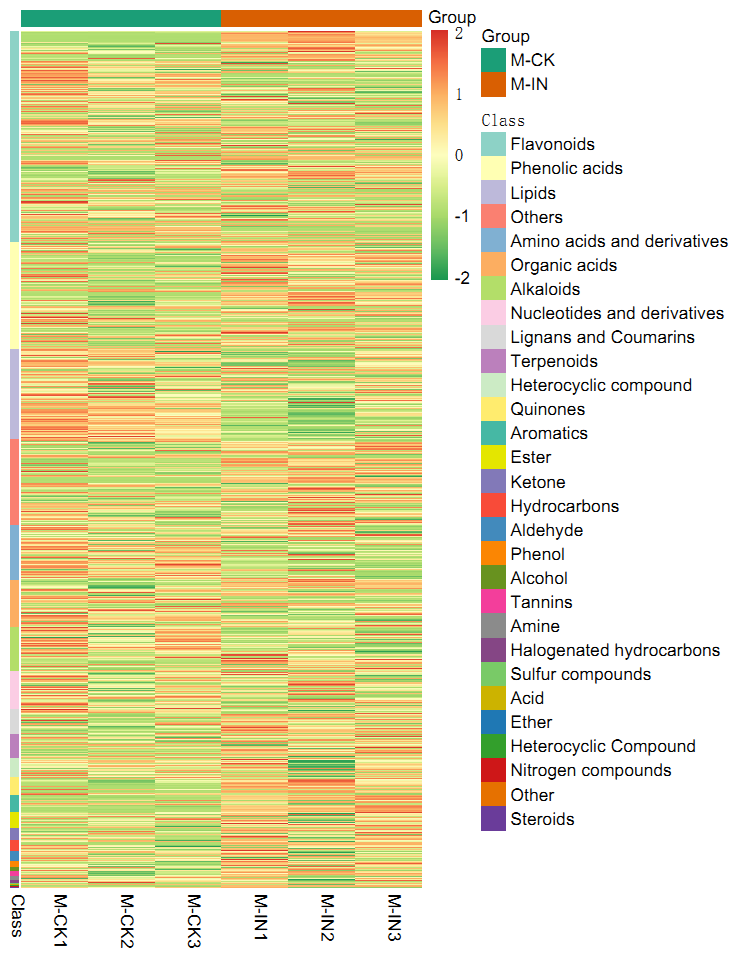 Group
2
1
0
-1
-2
Group
M-CK
M-IN
Class
Flavonoids
Phenolic acids
Lipids
Others
Amino acids and derivatives
Organic acids
Alkaloids
Nucleotides and derivatives
Lignans and Coumarins
Terpenoids
Heterocyclic compound
Quinones
Aromatics
Ester
Ketone
Hydrocarbons
Aldehyde
Phenol
Alcohol
Tannins
Amine
Halogenated hydrocarbons
Sulfur compounds
Acid
Ether
Heterocyclic Compound
Nitrogen compounds
Other
Steroids
Class
M-CK1
M-CK2
M-CK3
M-IN1
M-IN2
M-IN3